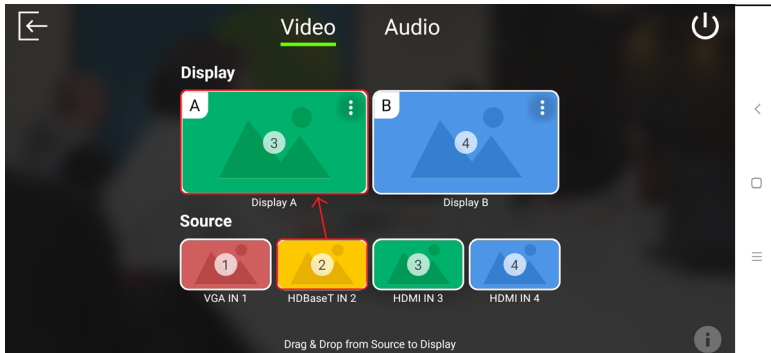 Video Audio
Display
A 3 B 4
Display A Display B
Source
1 2 3 4
VGA IN 1 HDBaseT IN 2 HDMI IN 3 HDMI IN 4
Drag & Drop from Source to Display
i